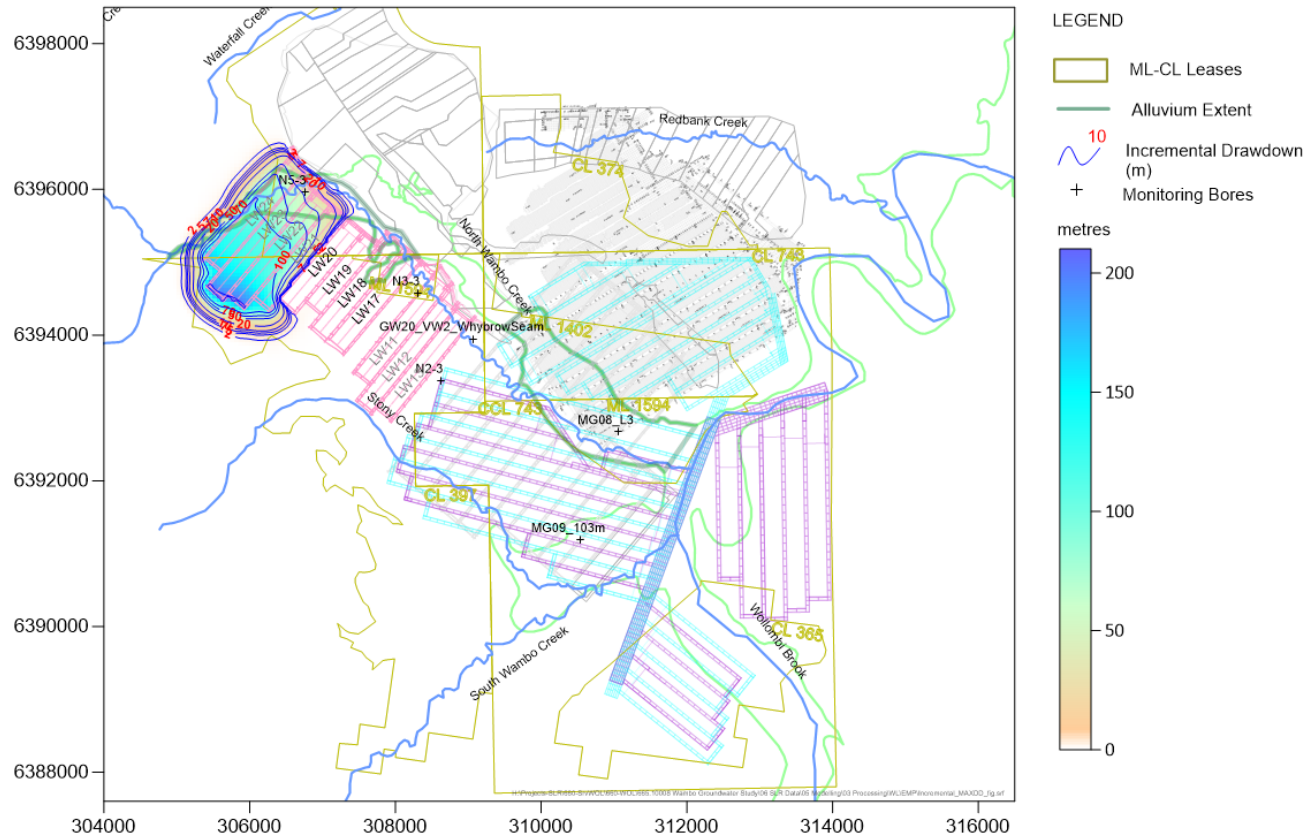 6398000
6396000
6394000
6392000
6390000
6388000
304000
306000
308000
310000
312000
314000
316000
Waterfall Creek
Redbank Creek
CL 374
N5-3
North Wambo Creek
CL 743
100
LW20
LW19
LW18
LW17
N3-3
ML 1402
GW20_VW2_WhybrowSeam
LW11
LW12
LW13
N2-3
Stony Creek
CCL 743
ML 1594
MG08_L3
CL 397
MG09_103m
South Wambo Creek
Wollombi Brook
CL 365
LEGEND
ML-CL Leases
Alluvium Extent
10
Incremental Drawdown
(m)
Monitoring Bores
metres
200
150
100
50
0